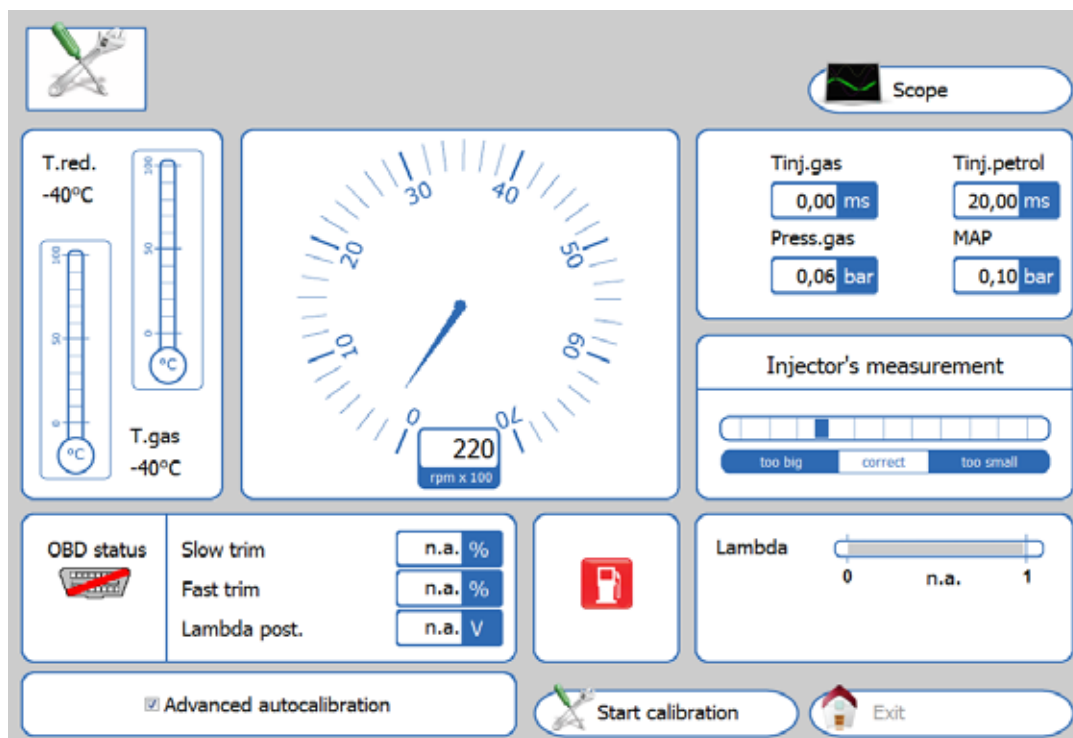 Scope
T.red.
-40°C
100
50
0
°C
100
50
0
°C
T.gas
-40°C
0
10
20
30
40
50
60
70
220
rpm x 100
Tinj.gas
0,00 ms
Tinj.petrol
20,00 ms
Press.gas
0,06 bar
MAP
0,10 bar
Injector's measurement
too big
correct
too small
OBD status
Slow trim
n.a. %
Fast trim
n.a. %
Lambda post.
n.a. V
Lambda
0
n.a.
1
Advanced autocalibration
Start calibration
Exit